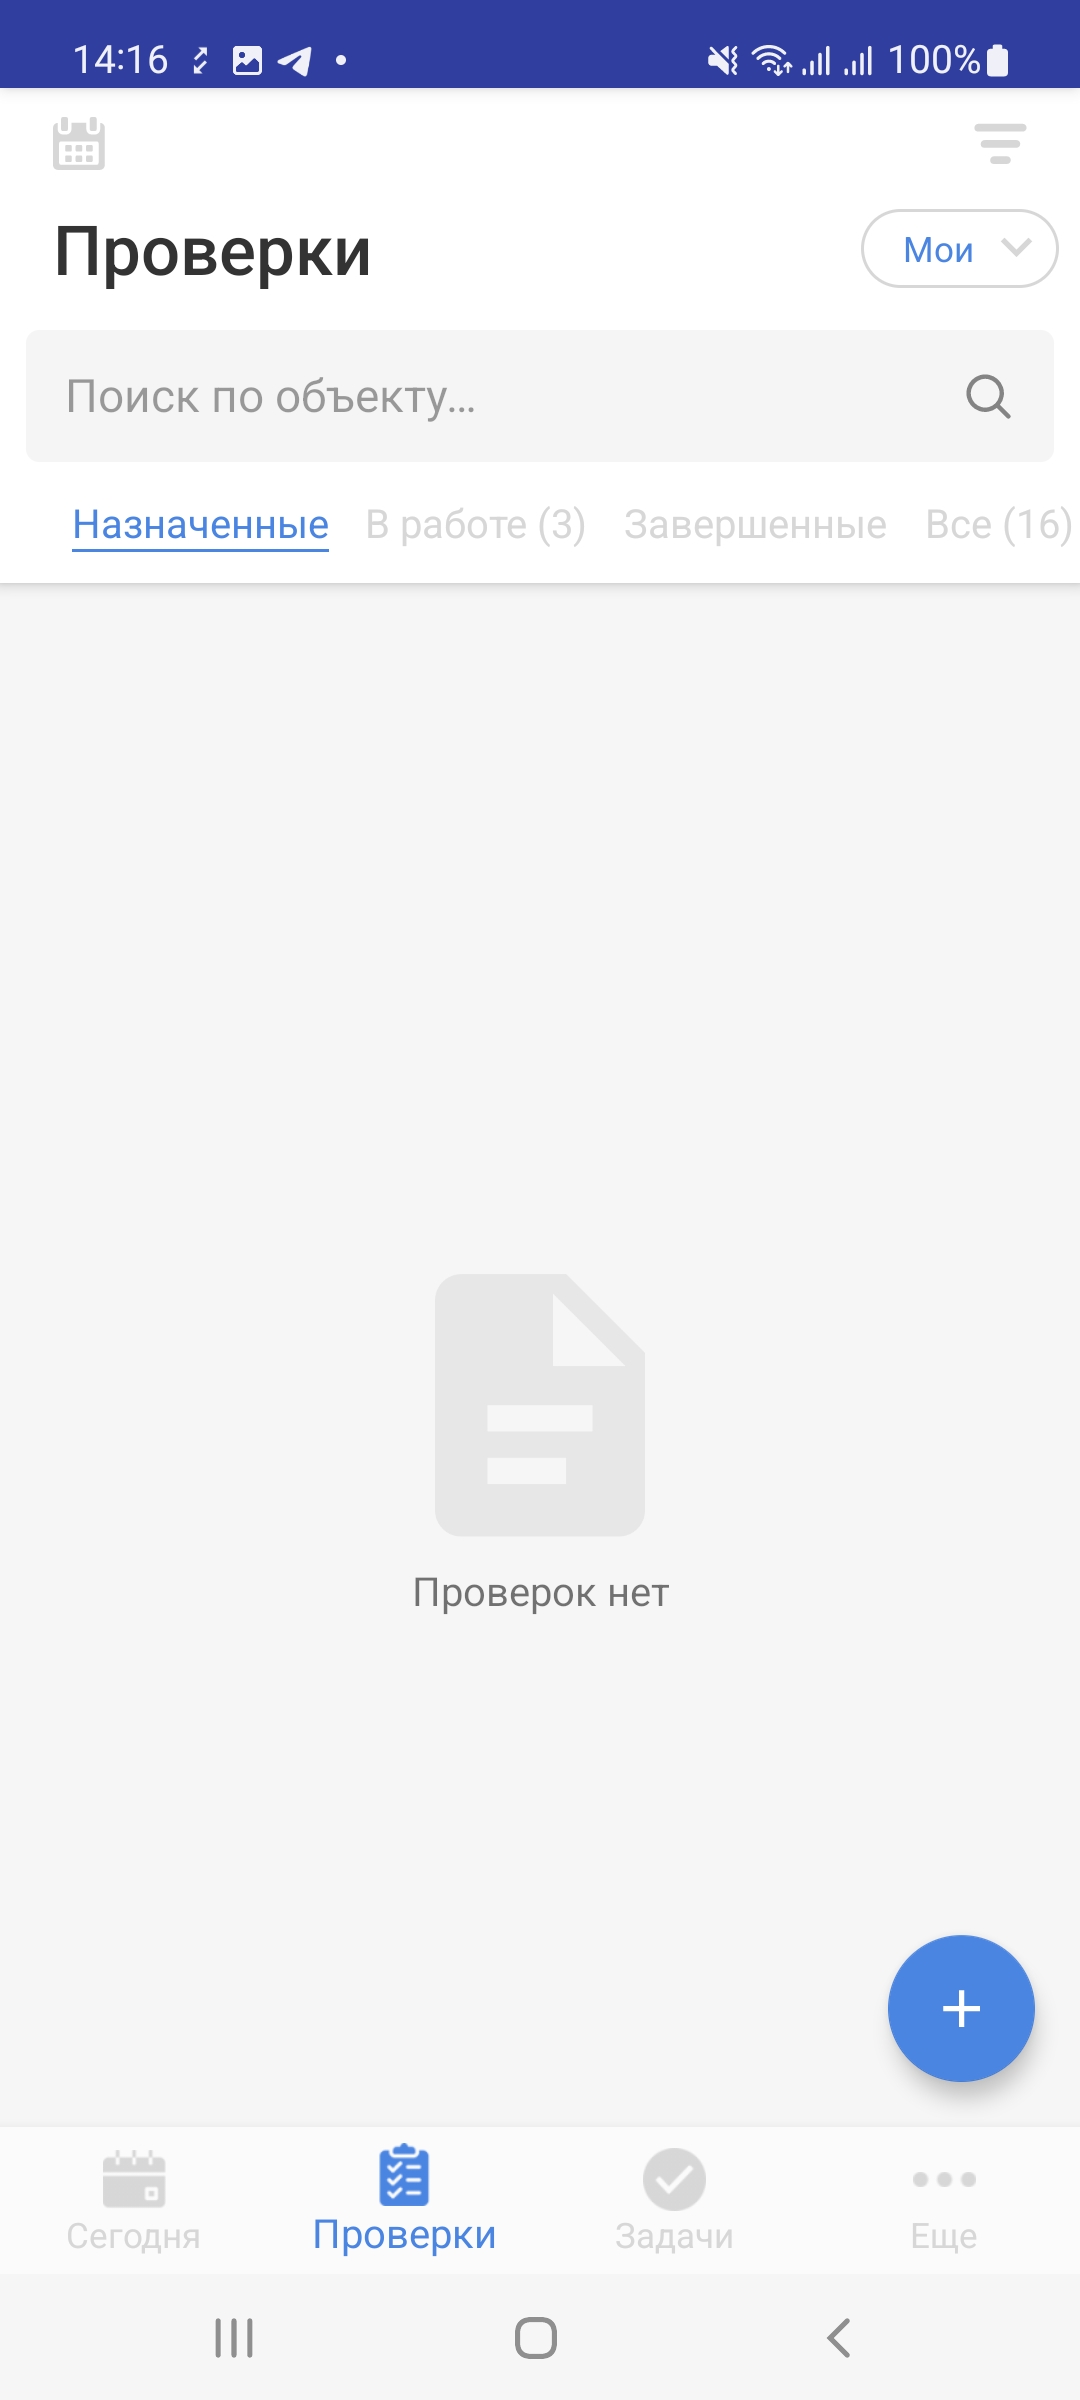 14:16
100%
Проверки
Мои
Поиск по объекту...
Назначенные В работе (3) Завершенные Все (16)
Проверок нет
Сегодня Проверки Задачи Еще